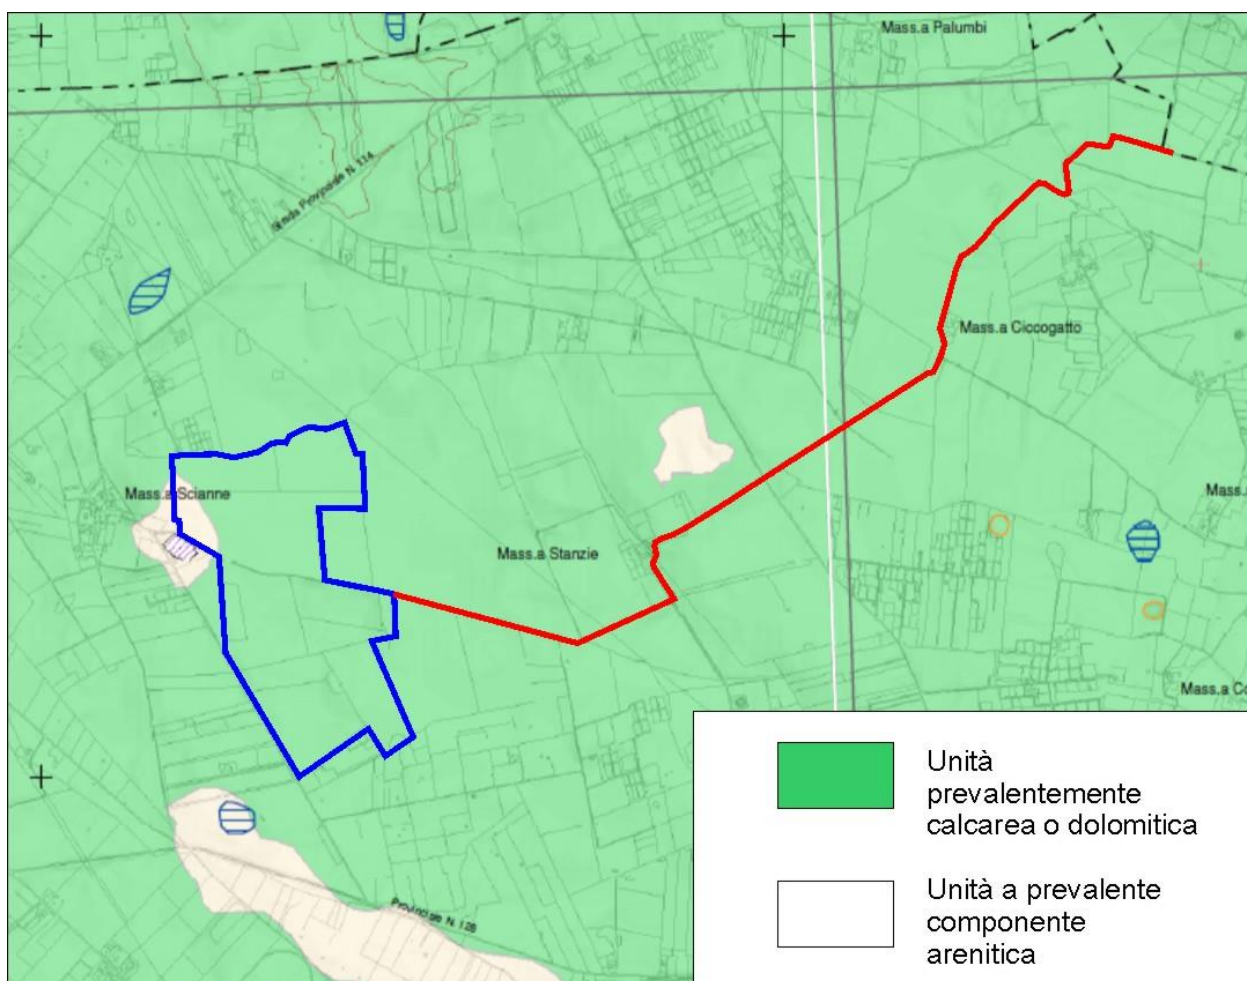 Mass.a Palumbi
Strada Provinciale N. 114
Mass.a Ciccogatto
Mass.a Scianne
Mass.
Mass.a Stanzie
Mass.a Co
Provinciale N. 128
Unità
prevalentemente
calcarea o dolomitica
Unità a prevalente
componente
arenitica